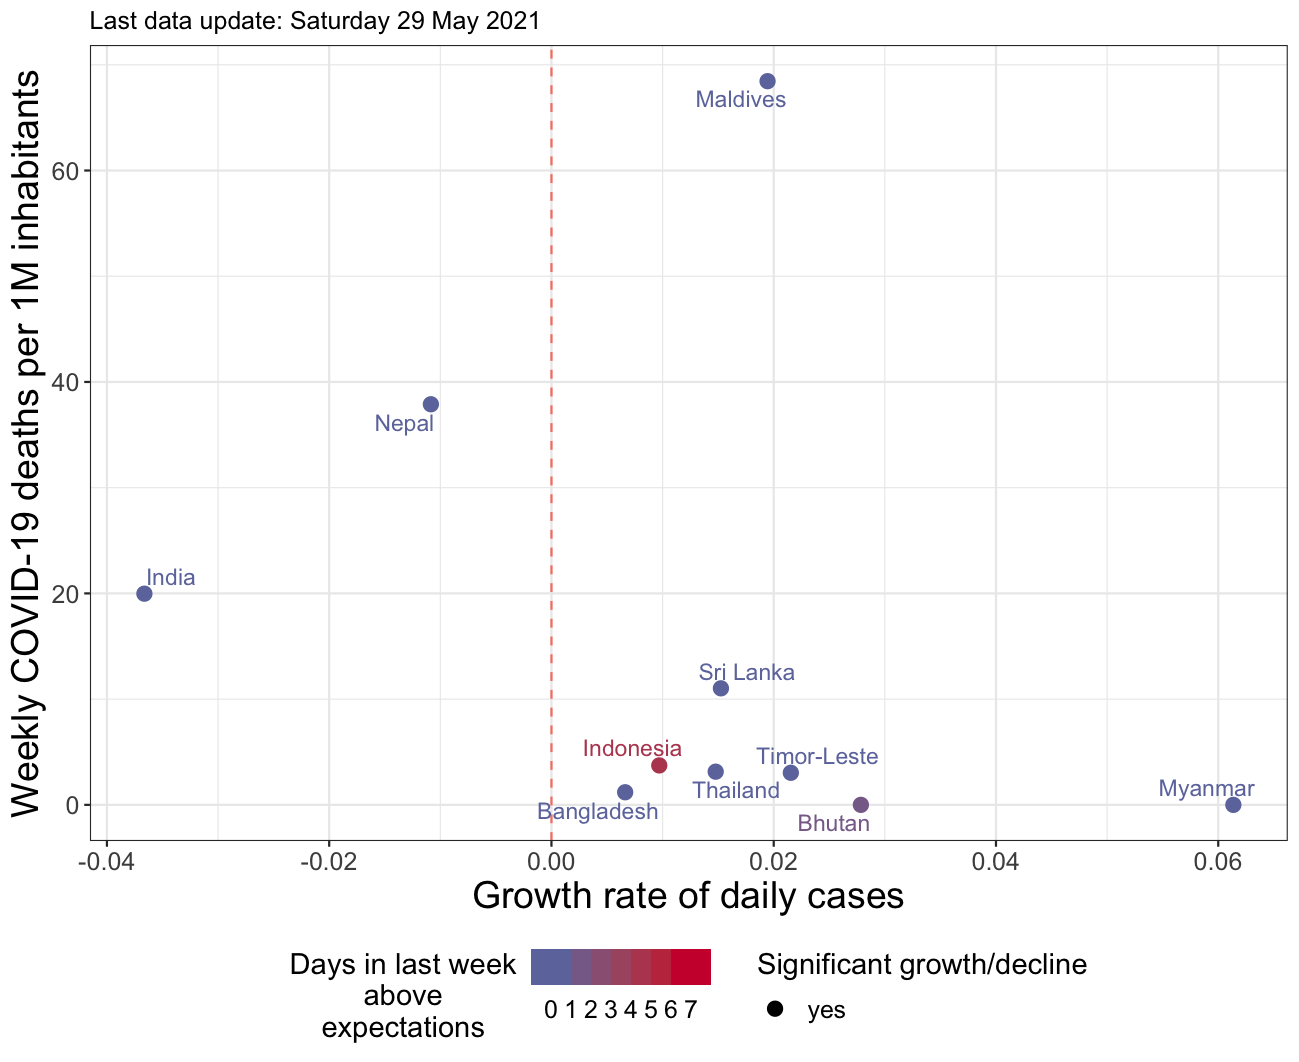 Last data update: Saturday 29 May 2021
Weekly COVID-19 deaths per 1M inhabitants
60
40
20
0
Maldives
Nepal
India
Sri Lanka
Indonesia
Timor-Leste
Thailand
Myanmar
Bangladesh
Bhutan
-0.04 -0.02 0.00 0.02 0.04 0.06
Growth rate of daily cases
Days in last week
above
expectations
0 1 2 3 4 5 6 7
Significant growth/decline
yes